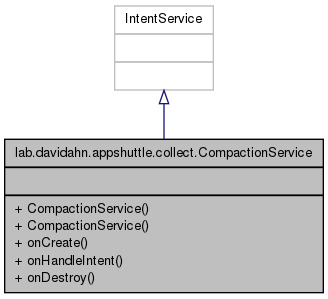 IntentService
lab.davidahn.appshuttle.collect.CompactionService
+ CompactionService()
+ CompactionService()
+ onCreate()
+ onHandleIntent()
+ onDestroy()